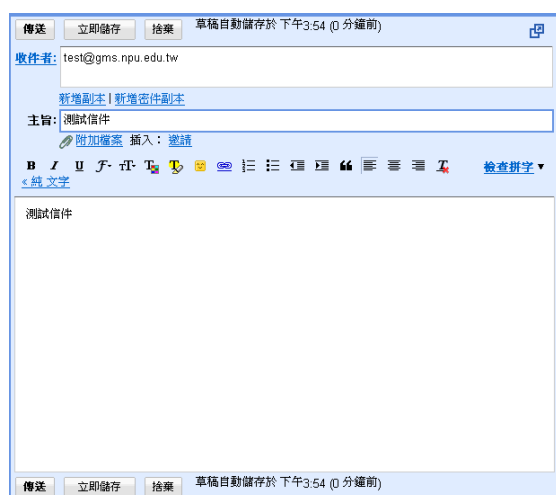 傳送 立即儲存 捨棄 草稿自動儲存於 下午3:54 (0 分鐘前)
收件者: test@gms.npu.edu.tw
新增副本 | 新增密件副本
主旨: 測試信件
附加檔案 插入： 邀請
B I U 𝓕 тT T T 檢查拼字 ▼
« 純文字
測試信件
傳送 立即儲存 捨棄 草稿自動儲存於 下午3:54 (0 分鐘前)